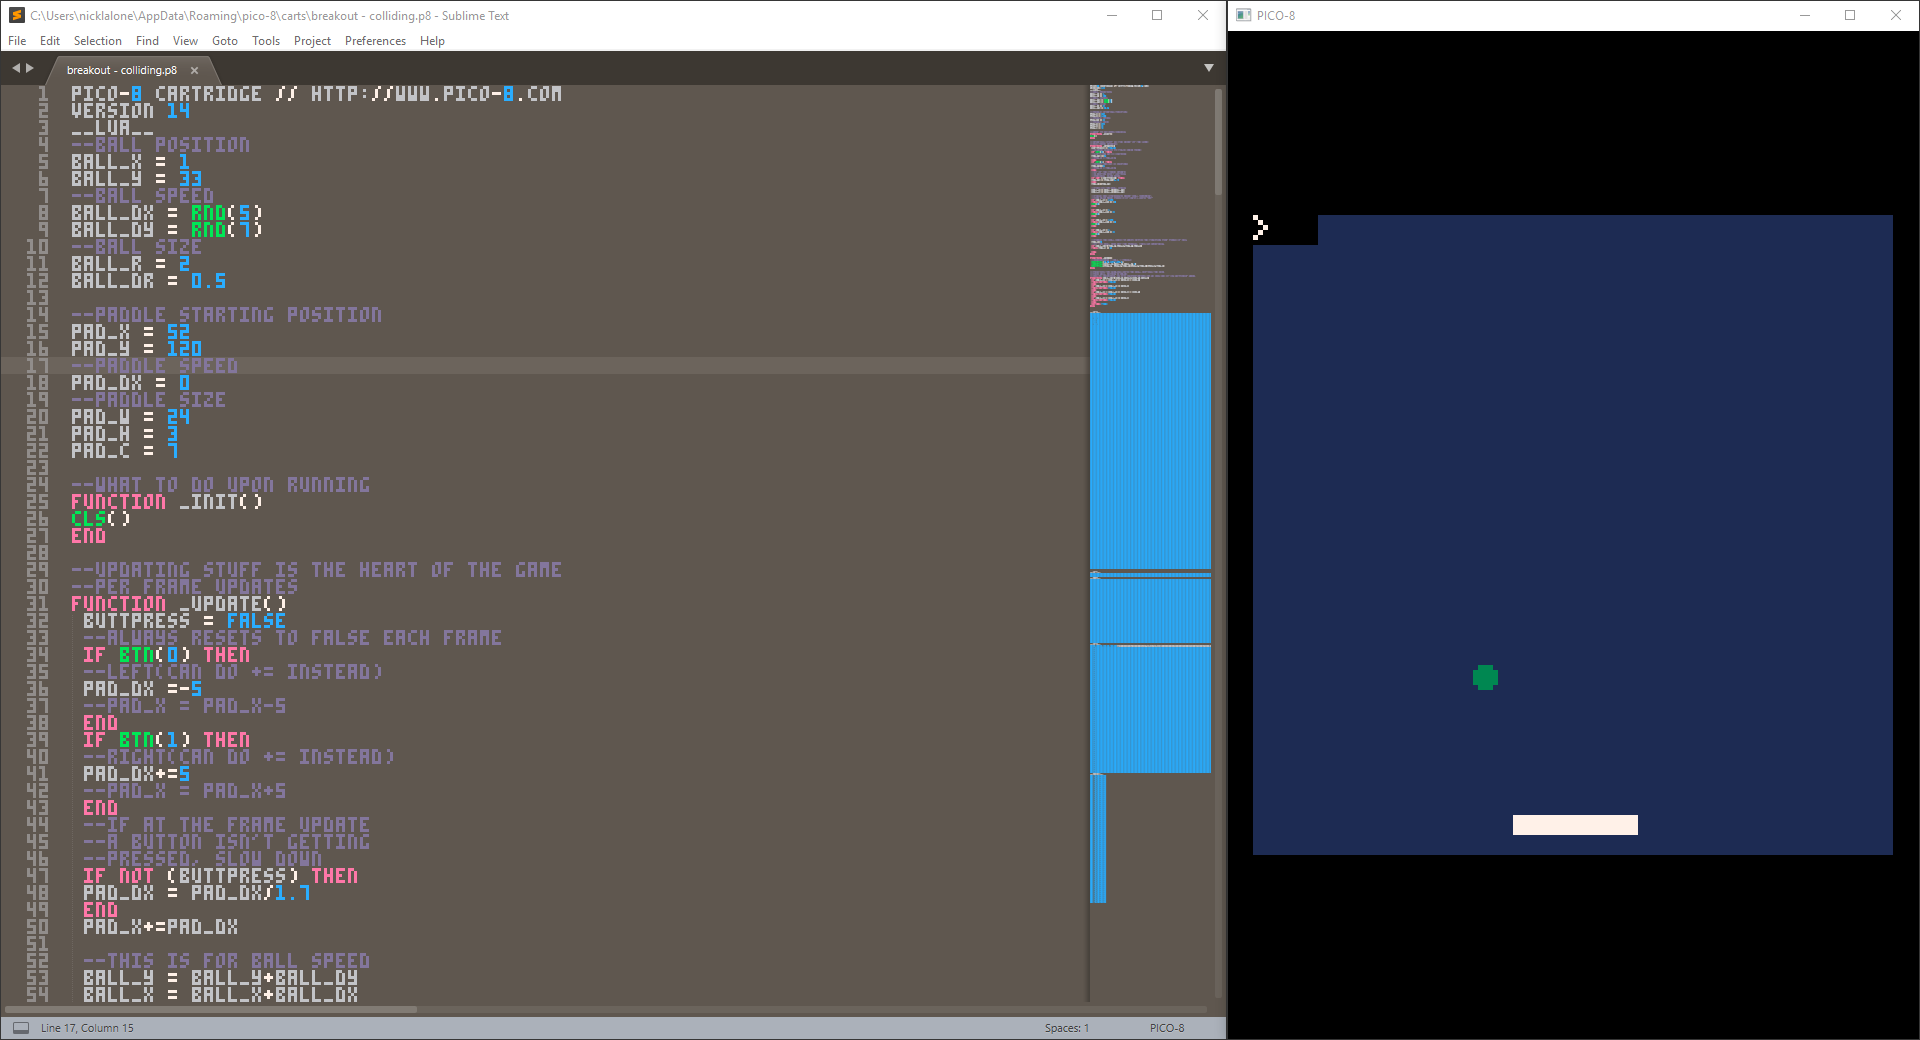 C:\Users\nicklalone\AppData\Roaming\pico-8\carts\breakout - colliding.p8 - Sublime Text
File Edit Selection Find View Goto Tools Project Preferences Help
breakout - colliding.p8 ×
1 PICO-8 CARTRIDGE // HTTP://WWW.PICO-8.COM
2 VERSION 14
3 __LUA__
4 --BALL POSITION
5 BALL_X = 1
6 BALL_Y = 33
7 --BALL SPEED
8 BALL_DX = RND(5)
9 BALL_DY = RND(7)
10 --BALL SIZE
11 BALL_R = 2
12 BALL_DR = 0.5
13
14 --PADDLE STARTING POSITION
15 PAD_X = 52
16 PAD_Y = 120
17 --PADDLE SPEED
18 PAD_DX = 0
19 --PADDLE SIZE
20 PAD_W = 24
21 PAD_H = 3
22 PAD_C = 7
23
24 --WHAT TO DO UPON RUNNING
25 FUNCTION _INIT()
26 CLS()
27 END
28
29 --UPDATING STUFF IS THE HEART OF THE GAME
30 --PER FRAME UPDATES
31 FUNCTION _UPDATE()
32 BUTTPRESS = FALSE
33 --ALWAYS RESETS TO FALSE EACH FRAME
34 IF BTN(0) THEN
35 --LEFT(CAN DO += INSTEAD)
36 PAD_DX =-5
37 --PAD_X = PAD_X-5
38 END
39 IF BTN(1) THEN
40 --RIGHT(CAN DO += INSTEAD)
41 PAD_DX+=5
42 --PAD_X = PAD_X+5
43 END
44 --IF AT THE FRAME UPDATE
45 --A BUTTON ISN'T GETTING
46 --PRESSED, SLOW DOWN
47 IF NOT (BUTTPRESS) THEN
48 PAD_DX = PAD_DX/1.7
49 END
50 PAD_X+=PAD_DX
51
52 --THIS IS FOR BALL SPEED
53 BALL_Y = BALL_Y+BALL_DY
54 BALL_X = BALL_X+BALL_DX
Line 17, Column 15
Spaces: 1
PICO-8
PICO-8
>